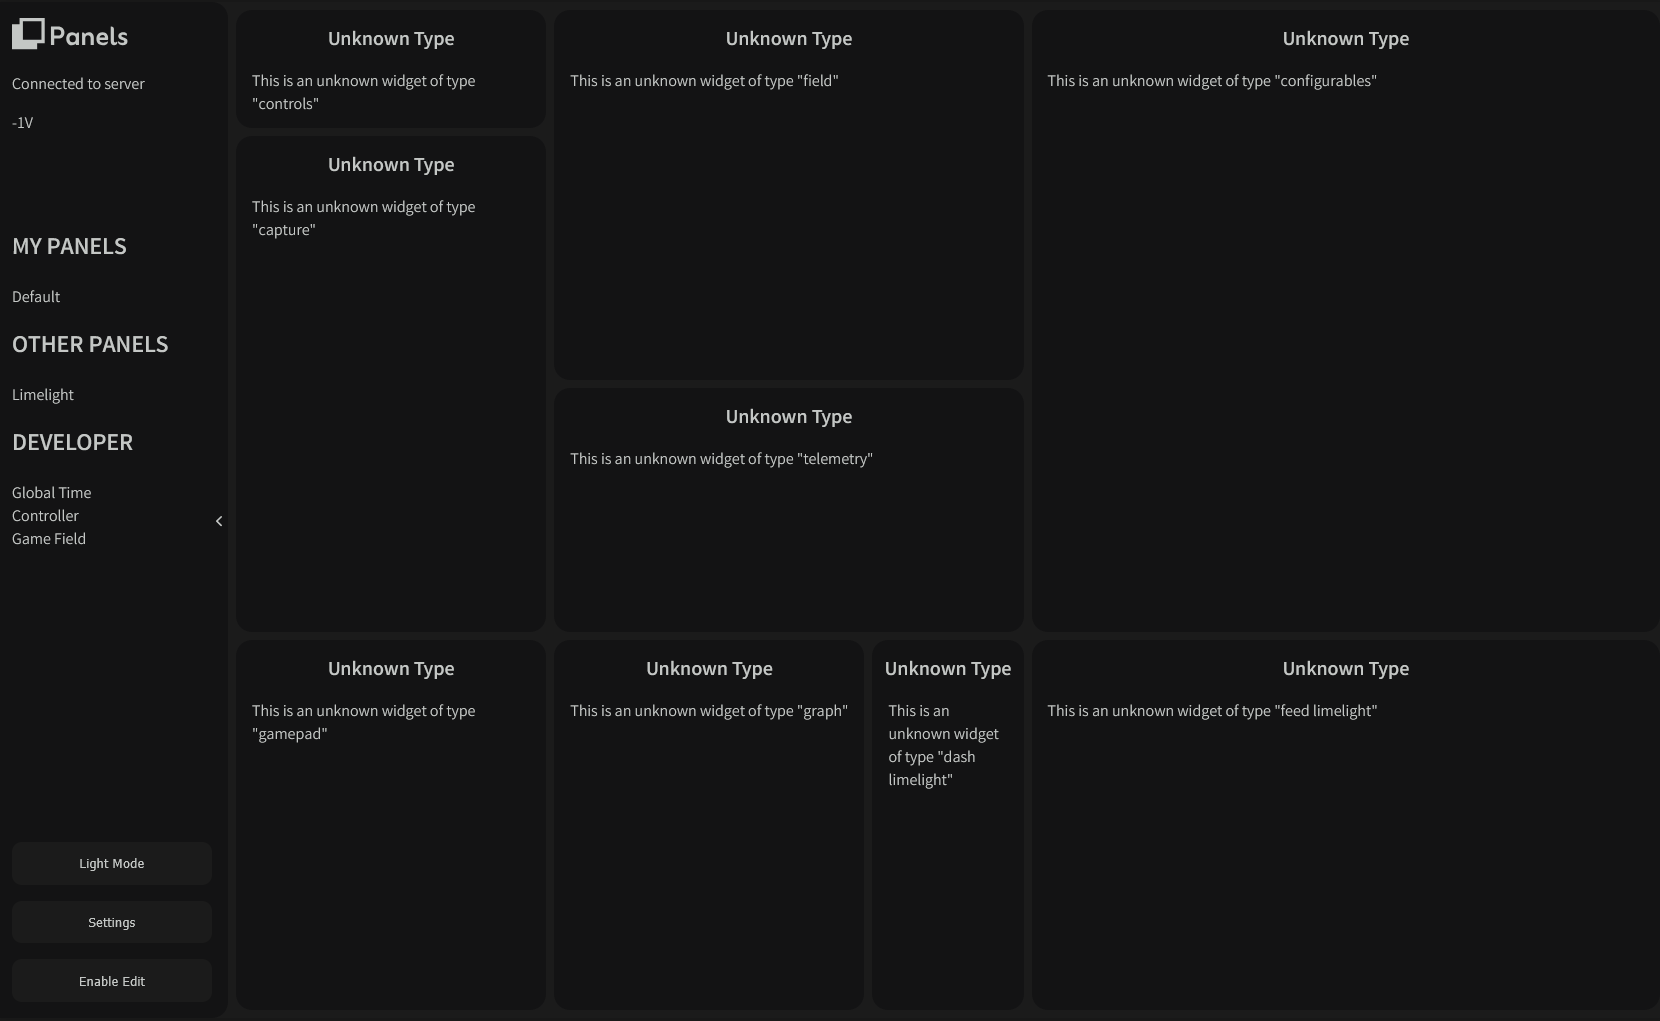 Panels
Connected to server
-1V
MY PANELS
Default
OTHER PANELS
Limelight
DEVELOPER
Global Time
Controller
Game Field
Light Mode
Settings
Enable Edit
Unknown Type
This is an unknown widget of type
"controls"
Unknown Type
This is an unknown widget of type
"capture"
Unknown Type
This is an unknown widget of type "field"
Unknown Type
This is an unknown widget of type "telemetry"
Unknown Type
This is an unknown widget of type "configurables"
Unknown Type
This is an unknown widget of type
"gamepad"
Unknown Type
This is an unknown widget of type "graph"
Unknown Type
This is an
unknown widget
of type "dash
limelight"
Unknown Type
This is an unknown widget of type "feed limelight"